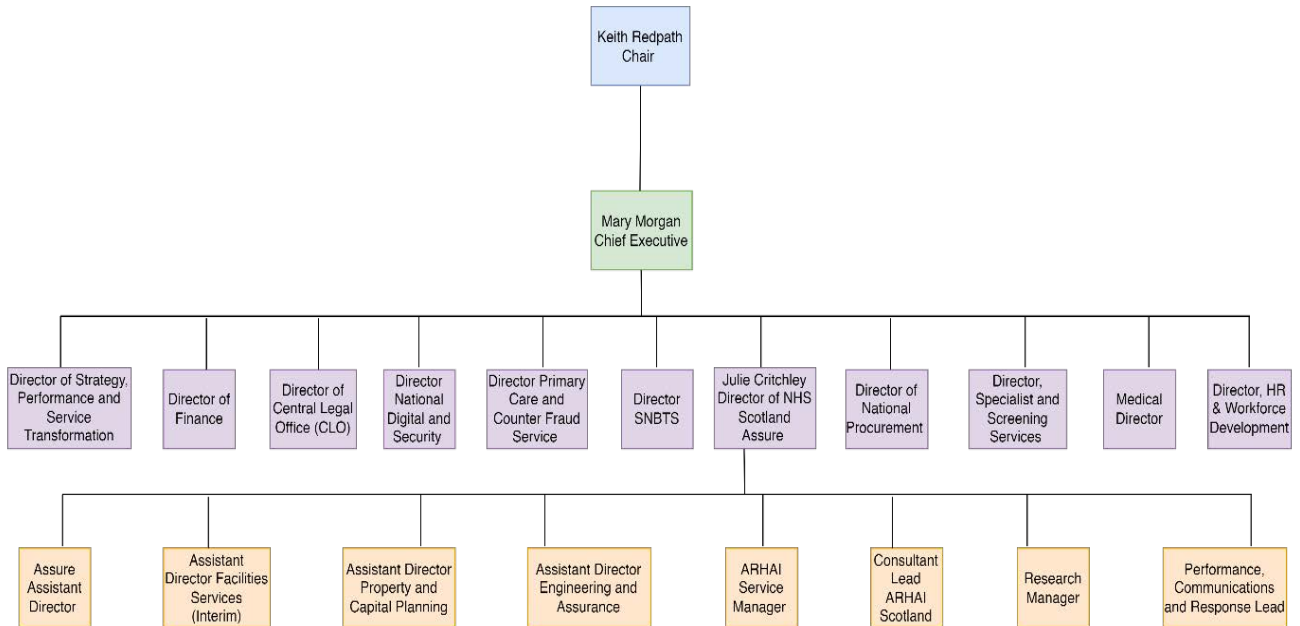 Keith Redpath
Chair
Mary Morgan
Chief Executive
Director of Strategy,
Performance and
Service
Transformation
Director of
Finance
Director of
Central Legal
Office (CLO)
Director
National
Digital and
Security
Director Primary
Care and
Counter Fraud
Service
Director
SNBTS
Julie Critchley
Director of NHS
Scotland
Assure
Director of
National
Procurement
Director,
Specialist and
Screening
Services
Medical
Director
Director, HR
& Workforce
Development
Assure
Assistant
Director
Assistant
Director Facilities
Services
(Interim)
Assistant Director
Property and
Capital Planning
Assistant Director
Engineering and
Assurance
ARHAI
Service
Manager
Consultant
Lead
ARHAI
Scotland
Research
Manager
Performance,
Communications
and Response Lead